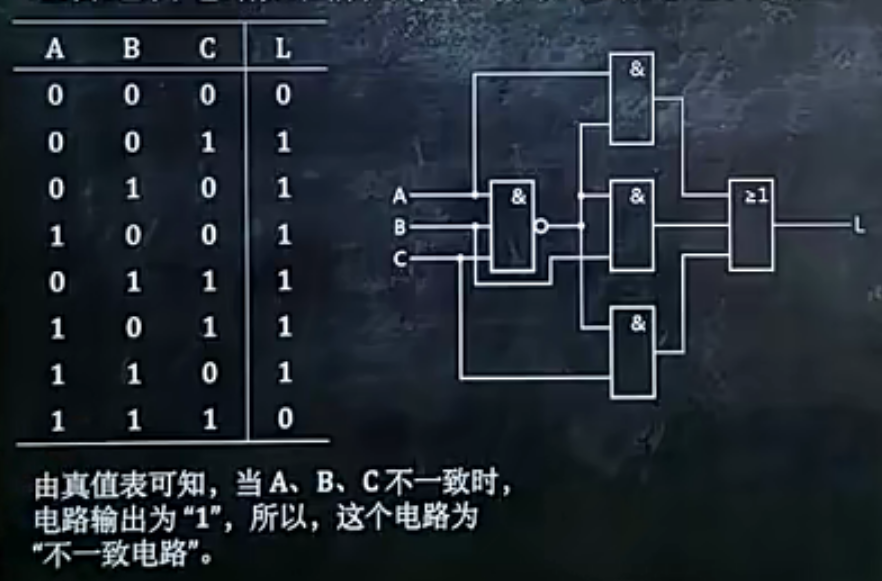 A B C L
0 0 0 0
0 0 1 1
0 1 0 1
1 0 0 1
0 1 1 1
1 0 1 1
1 1 0 1
1 1 1 0
由真值表可知，当 A、B、C 不一致时，
电路输出为“1”，所以，这个电路为
“不一致电路”。
&
A
B
C
&
&
&
≥1
L